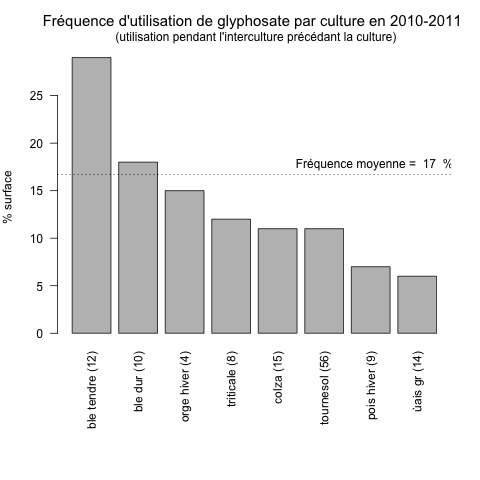 Fréquence d'utilisation de glyphosate par culture en 2010-2011
(utilisation pendant l'interculture précédant la culture)
% surface
25
20
15
10
5
0
Fréquence moyenne = 17 %
ble tendre (12)
ble dur (10)
orge hiver (4)
triticale (8)
colza (15)
tournesol (56)
pois hiver (9)
ùais gr (14)